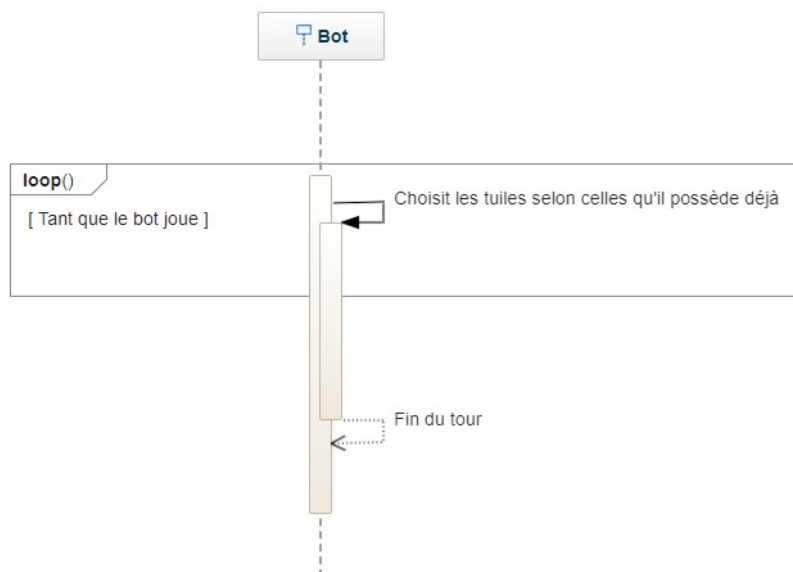 Bot
loop()
Choisit les tuiles selon celles qu'il possède déjà
[ Tant que le bot joue ]
Fin du tour